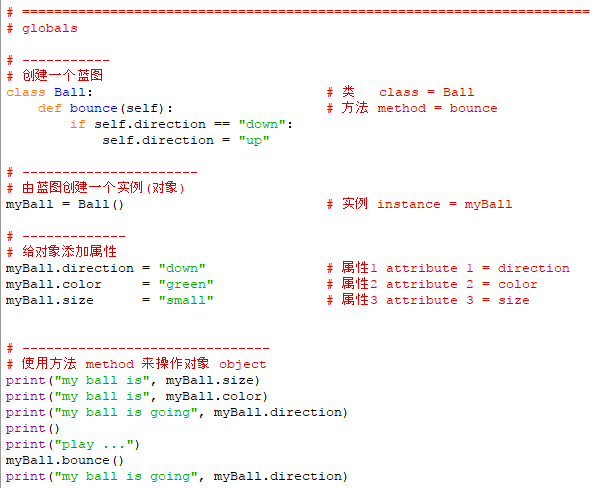 # ======================================================================
# globals
# -----------
# 创建一个蓝图
class Ball:                             # 类   class = Ball
    def bounce(self):                   # 方法 method = bounce
        if self.direction == "down":
            self.direction = "up"
# ----------------------
# 由蓝图创建一个实例(对象)
myBall = Ball()                         # 实例 instance = myBall
# -------------
# 给对象添加属性
myBall.direction = "down"               # 属性1 attribute 1 = direction
myBall.color     = "green"              # 属性2 attribute 2 = color
myBall.size      = "small"              # 属性3 attribute 3 = size
# -------------------------------
# 使用方法 method 来操作对象 object
print("my ball is", myBall.size)
print("my ball is", myBall.color)
print("my ball is going", myBall.direction)
print()
print("play ...")
myBall.bounce()
print("my ball is going", myBall.direction)